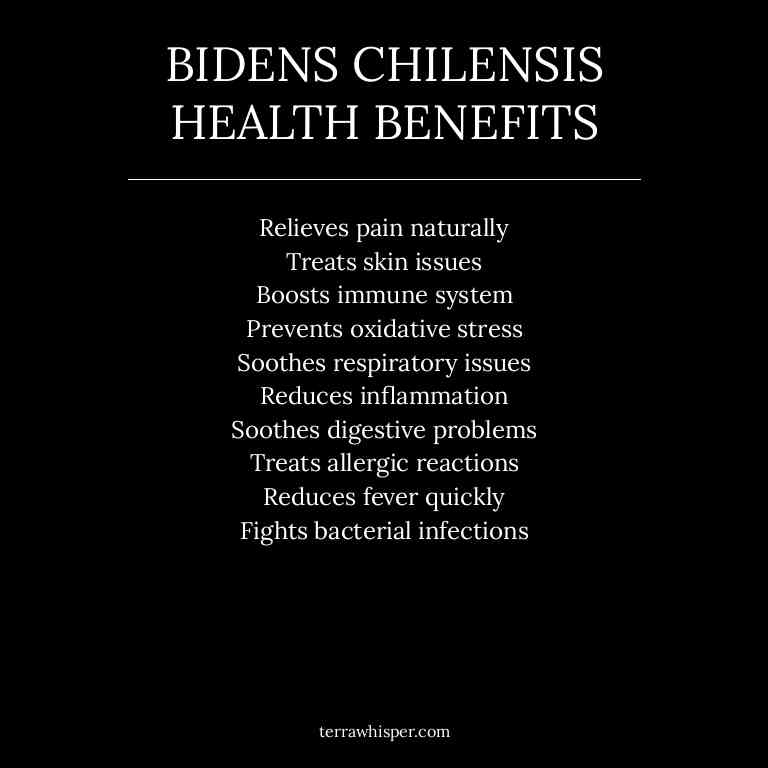 BIDENS CHILENSIS
HEALTH BENEFITS
Relieves pain naturally
Treats skin issues
Boosts immune system
Prevents oxidative stress
Soothes respiratory issues
Reduces inflammation
Soothes digestive problems
Treats allergic reactions
Reduces fever quickly
Fights bacterial infections
terrawhisper.com